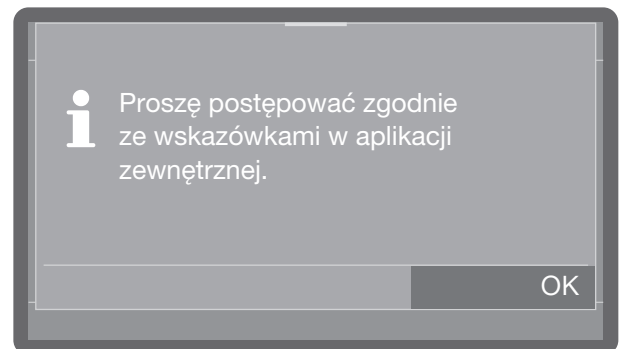 Proszę postępować zgodnie
ze wskazówkami w aplikacji
zewnętrznej.
OK